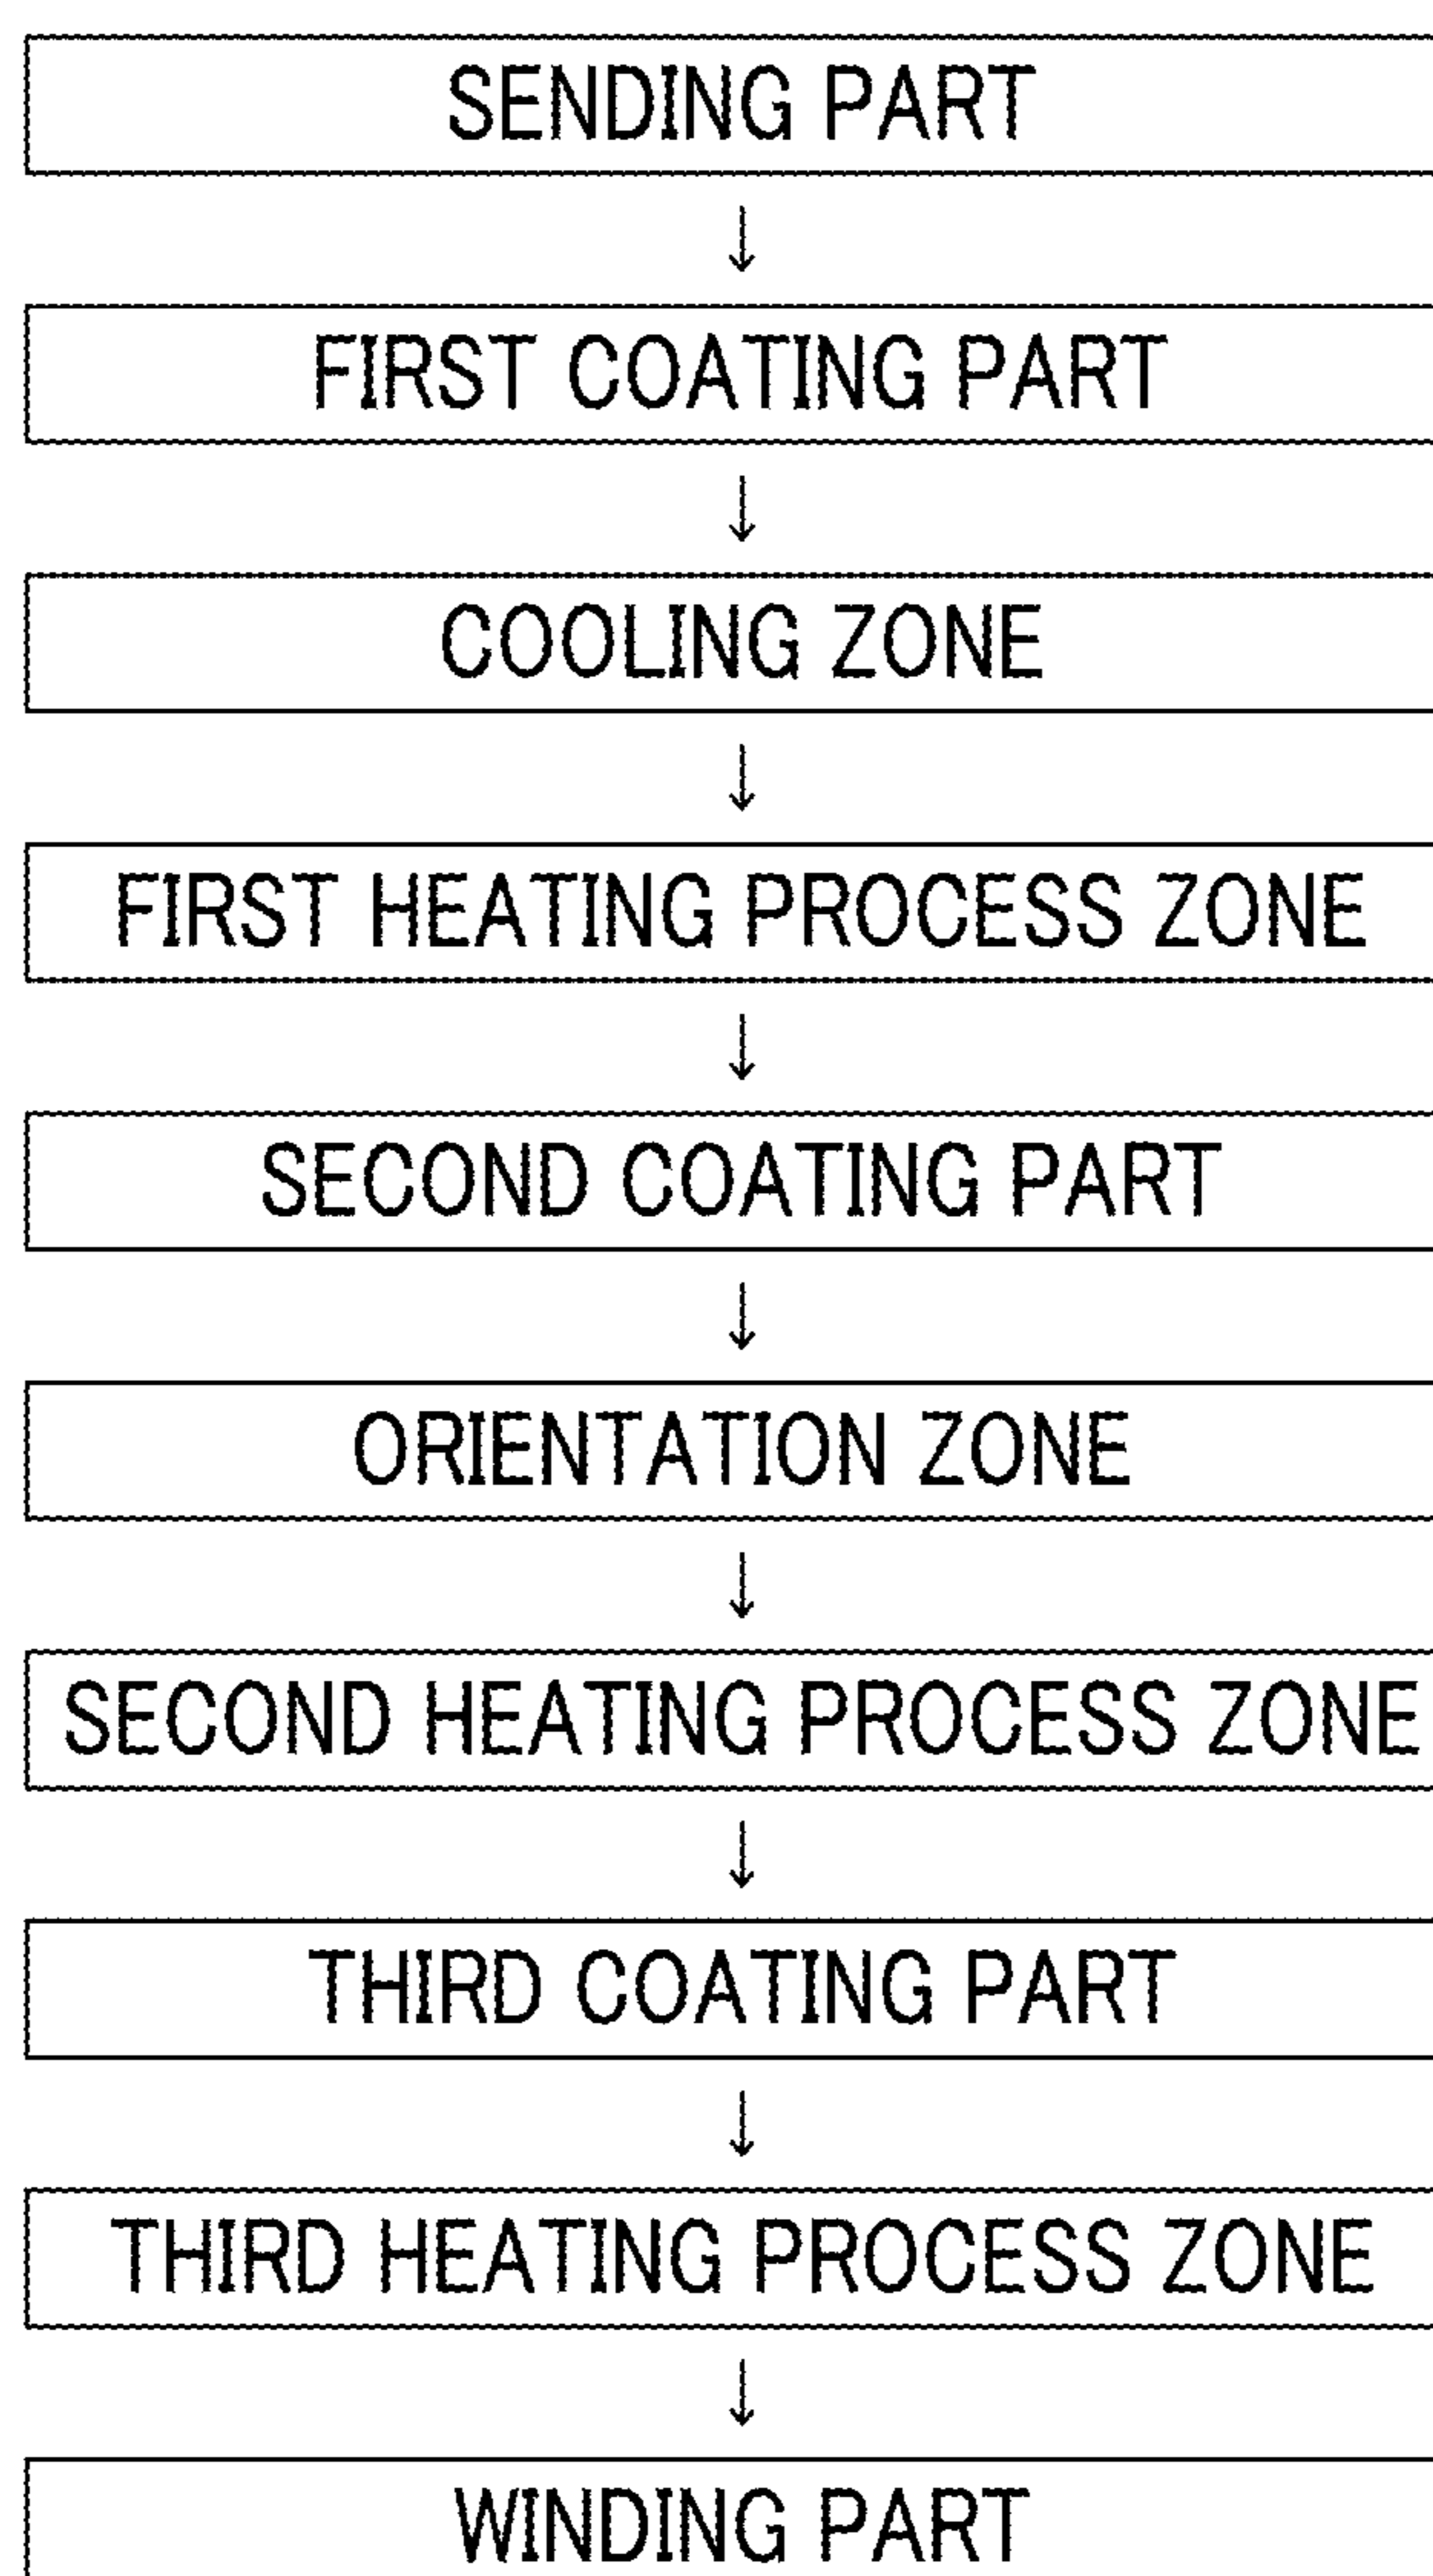 SENDING PART
FIRST COATING PART
COOLING ZONE
FIRST HEATING PROCESS ZONE
SECOND COATING PART
ORIENTATION ZONE
SECOND HEATING PROCESS ZONE
THIRD COATING PART
THIRD HEATING PROCESS ZONE
WINDING PART